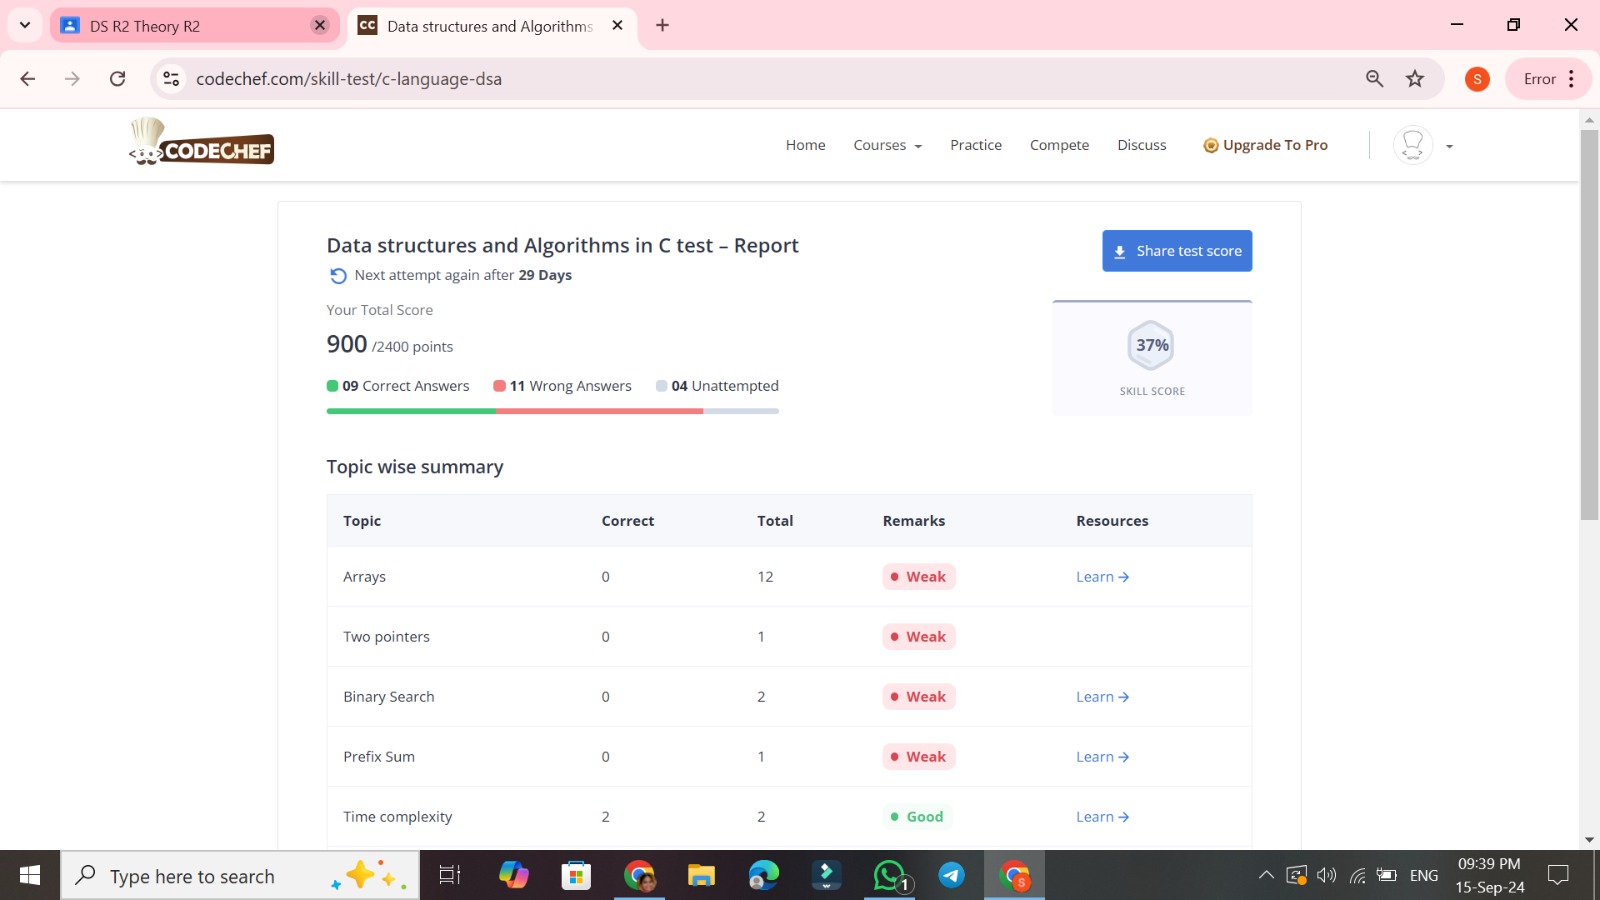 DS R2 Theory R2
CC Data structures and Algorithms
codechef.com/skill-test/c-language-dsa
S
Error
CODECHEF
Home Courses Practice Compete Discuss Upgrade To Pro
Data structures and Algorithms in C test – Report
Share test score
Next attempt again after 29 Days
Your Total Score
900 /2400 points
37%
SKILL SCORE
09 Correct Answers 11 Wrong Answers 04 Unattempted
Topic wise summary
Topic Correct Total Remarks Resources
Arrays 0 12 Weak Learn →
Two pointers 0 1 Weak
Binary Search 0 2 Weak Learn →
Prefix Sum 0 1 Weak Learn →
Time complexity 2 2 Good Learn →
Type here to search
1
S
ENG
09:39 PM
15-Sep-24